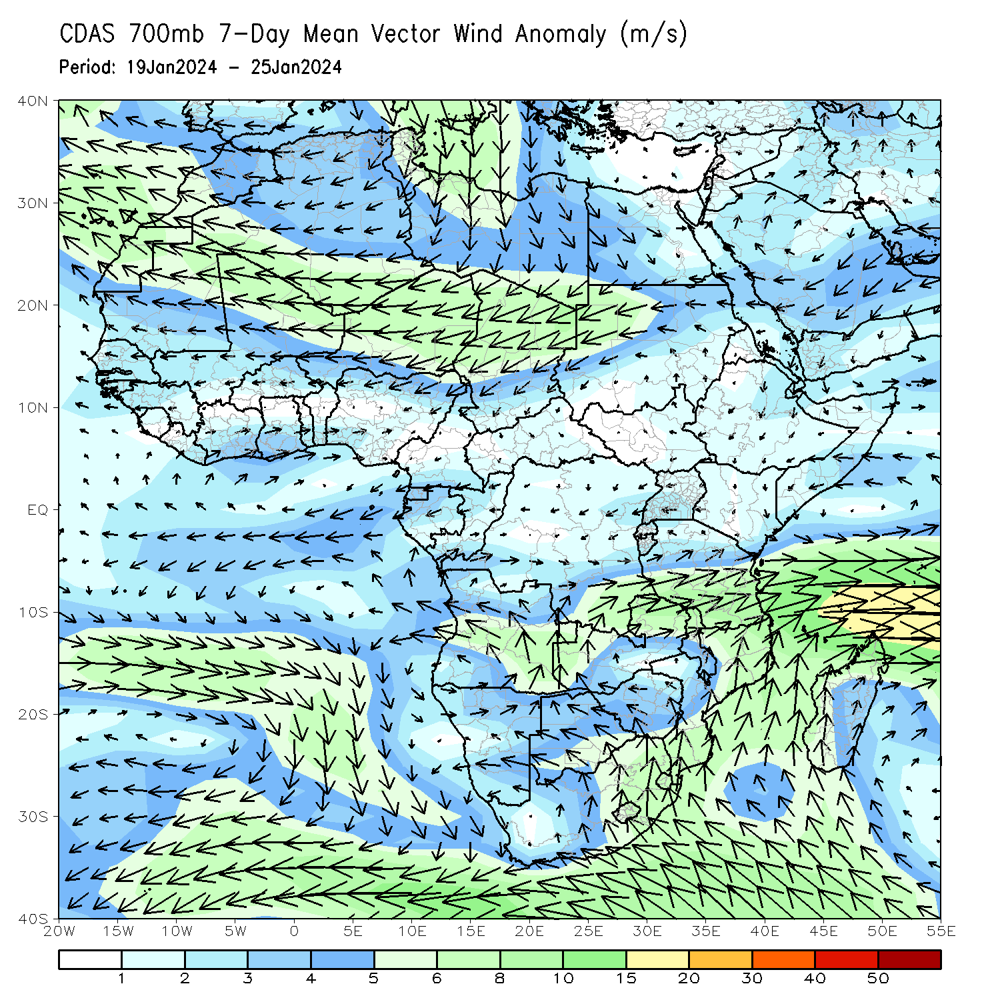 CDAS 700mb 7-Day Mean Vector Wind Anomaly (m/s)
Period: 19Jan2024 - 25Jan2024
40N
30N
20N
10N
EQ
10S
20S
30S
40S
20W 15W 10W 5W 0 5E 10E 15E 20E 25E 30E 35E 40E 45E 50E 55E
1 2 3 4 5 6 8 10 15 20 30 40 50